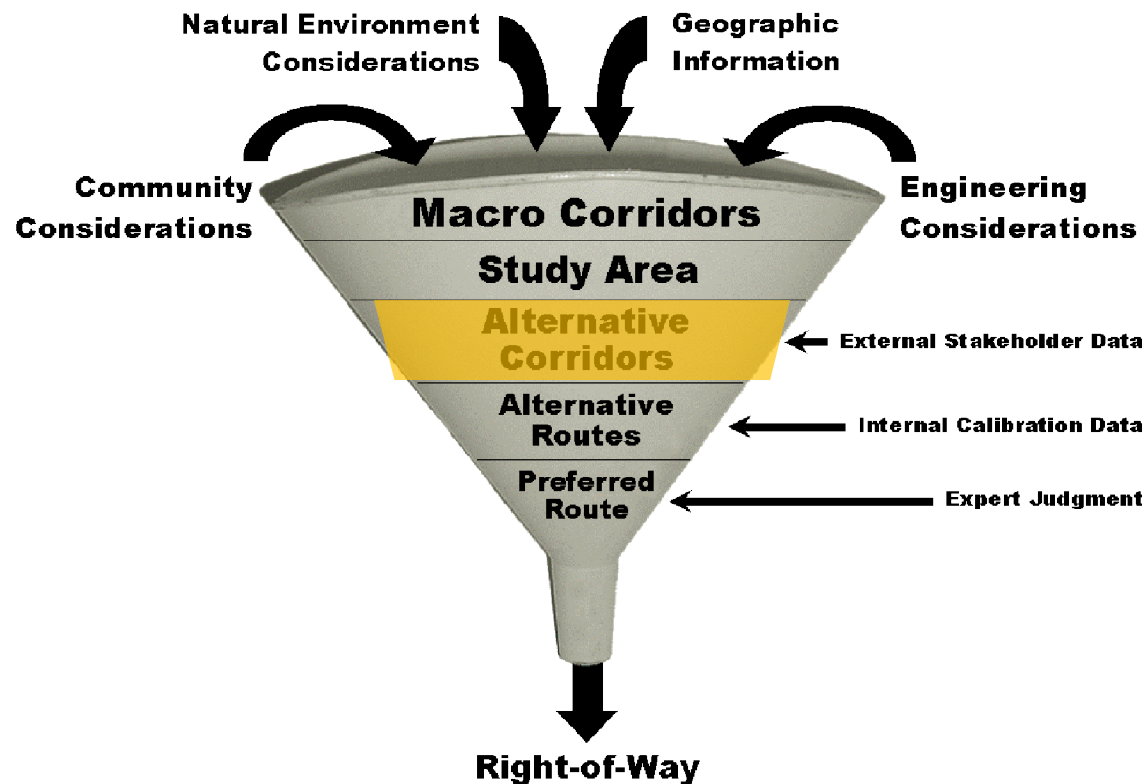 Natural Environment
Considerations
Geographic
Information
Community
Considerations
Engineering
Considerations
Macro Corridors
Study Area
Alternative
Corridors
External Stakeholder Data
Alternative
Routes
Internal Calibration Data
Preferred
Route
Expert Judgment
Right-of-Way